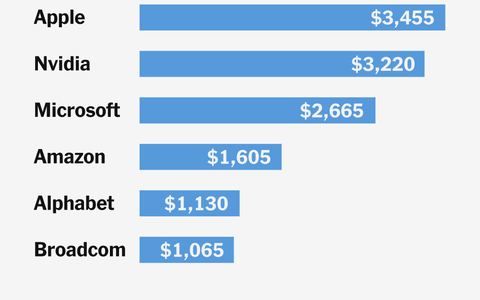 Apple $3,455
Nvidia $3,220
Microsoft $2,665
Amazon $1,605
Alphabet $1,130
Broadcom $1,065